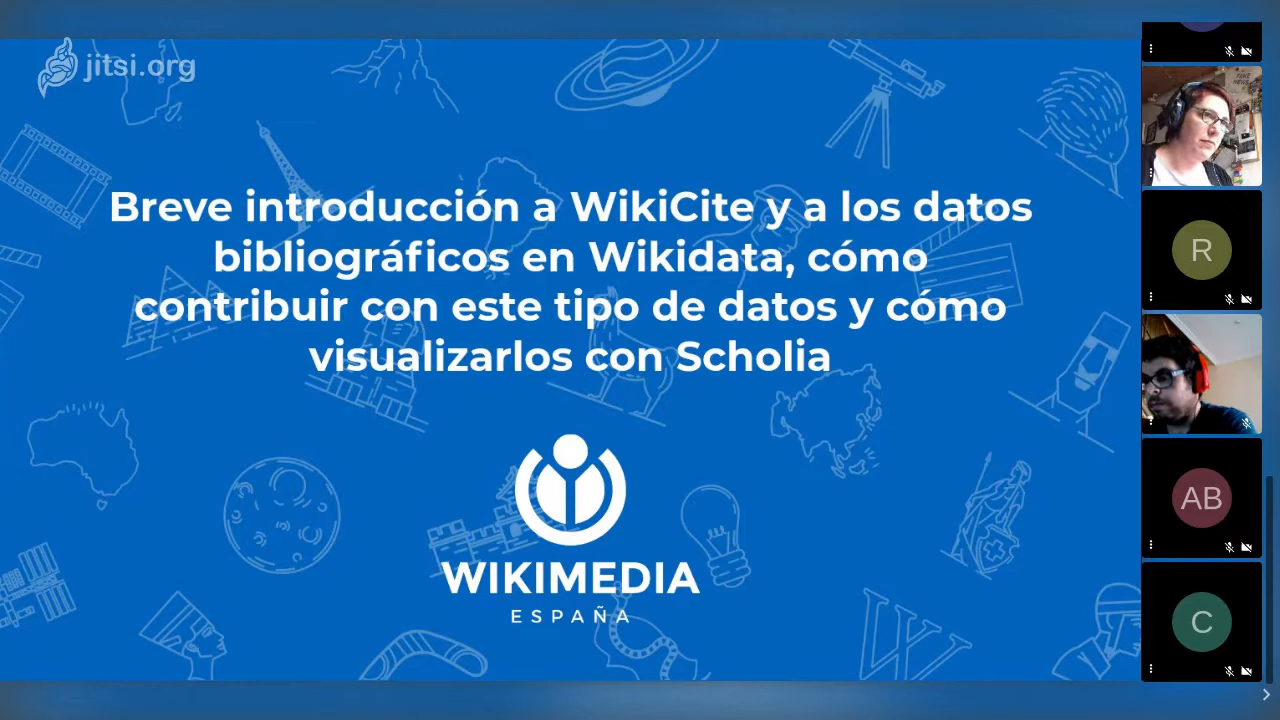 jitsi.org
Breve introducción a WikiCite y a los datos
bibliográficos en Wikidata, cómo
contribuir con este tipo de datos y cómo
visualizarlos con Scholia
WIKIMEDIA
ESPAÑA
R
AB
C